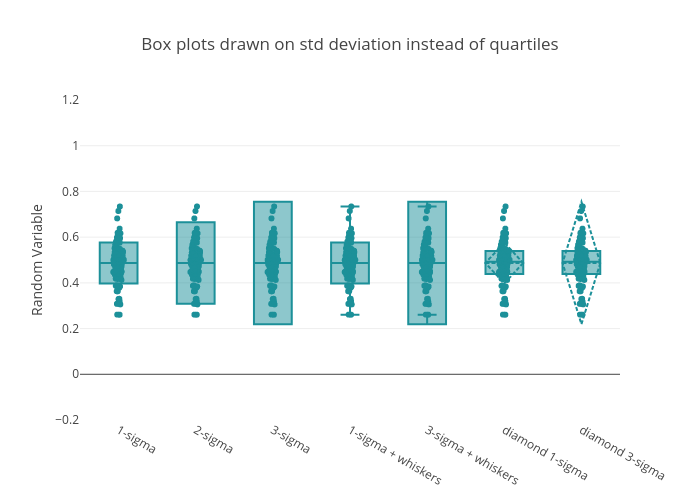 Box plots drawn on std deviation instead of quartiles
Random Variable
1.2
1
0.8
0.6
0.4
0.2
0
−0.2
1-sigma
2-sigma
3-sigma
1-sigma + whiskers
3-sigma + whiskers
diamond 1-sigma
diamond 3-sigma